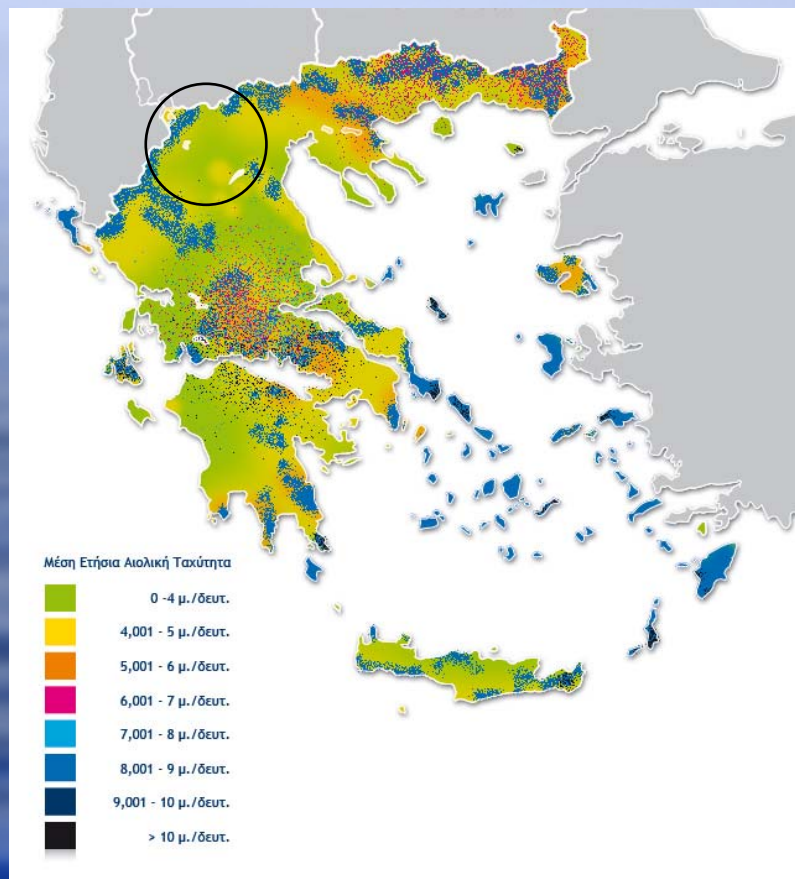 Μέση Ετήσια Αιολική Ταχύτητα
0 -4 μ./δευτ.
4,001 - 5 μ./δευτ.
5,001 - 6 μ./δευτ.
6,001 - 7 μ./δευτ.
7,001 - 8 μ./δευτ.
8,001 - 9 μ./δευτ.
9,001 - 10 μ./δευτ.
> 10 μ./δευτ.